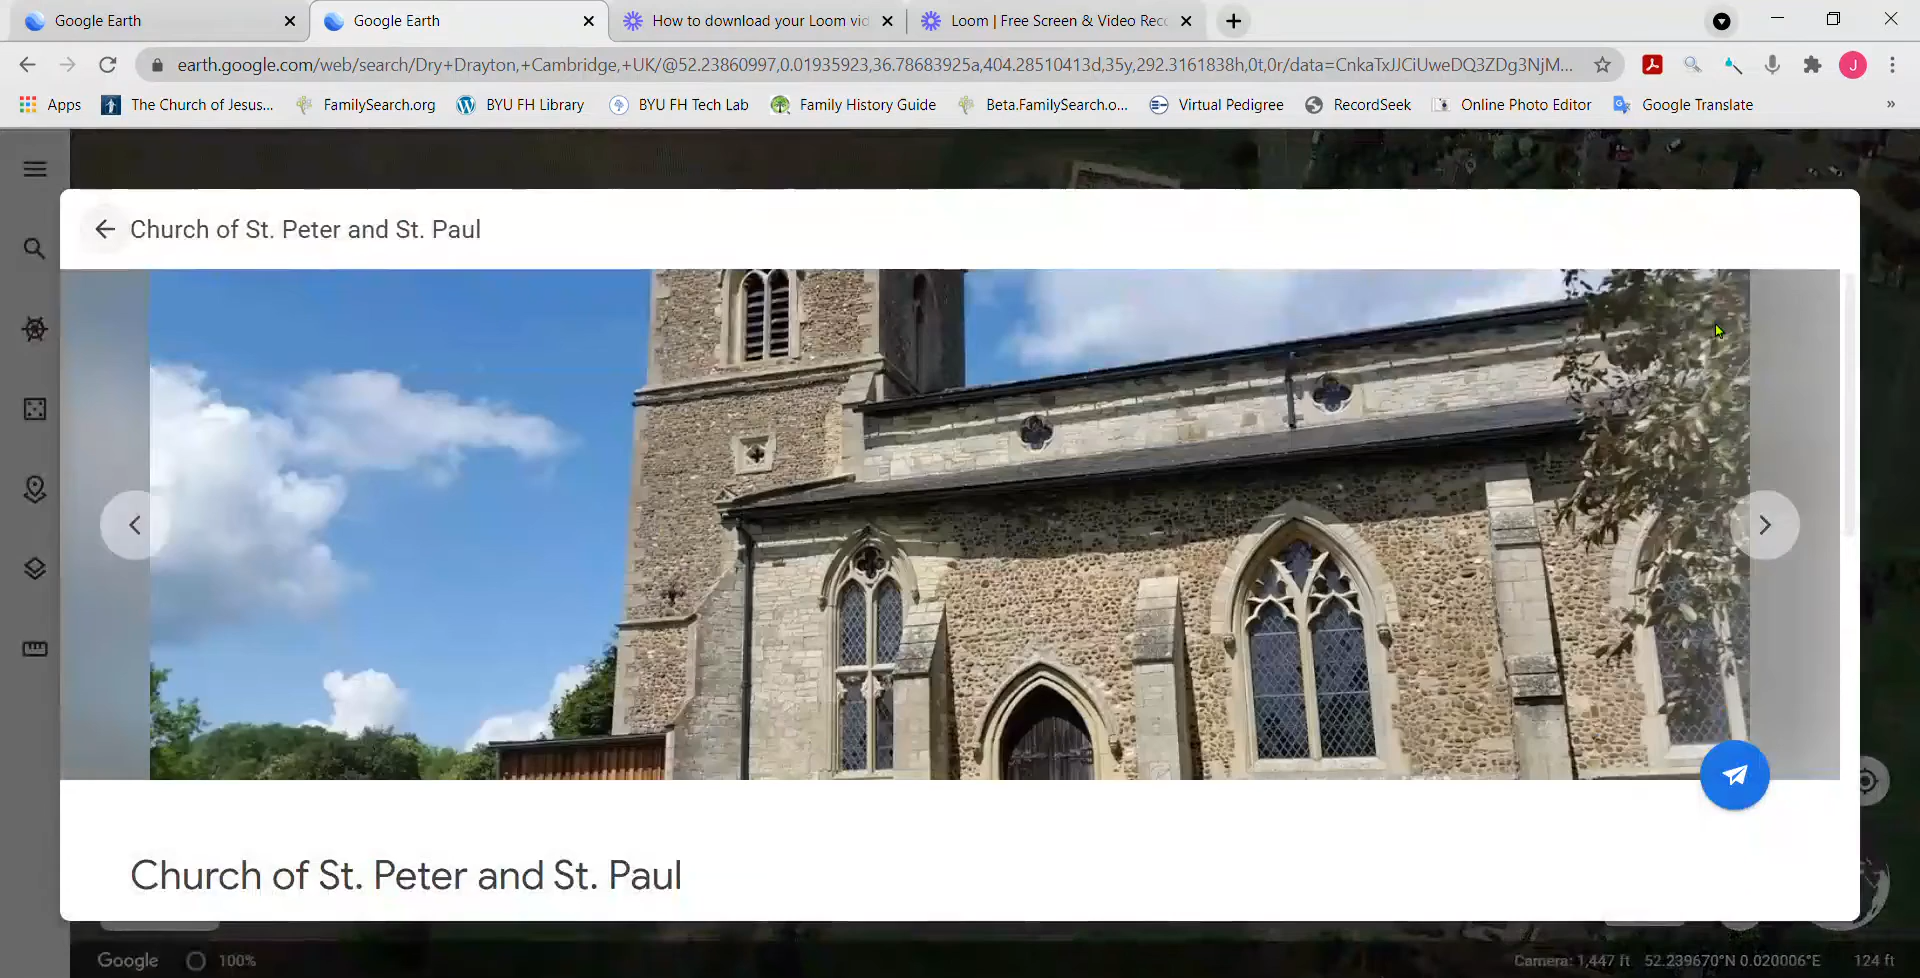 Google Earth
Google Earth
How to download your Loom vic
Loom | Free Screen & Video Rec
earth.google.com/web/search/Dry+Drayton,+Cambridge,+UK/@52.23860997,0.01935923,36.78683925a,404.28510413d,35y,292.3161838h,0t,0r/data=CnkaTxJJCiUweDQ3ZDg3NjM...
J
Apps
The Church of Jesus...
FamilySearch.org
BYU FH Library
BYU FH Tech Lab
Family History Guide
Beta.FamilySearch.o...
Virtual Pedigree
RecordSeek
Online Photo Editor
Google Translate
»
Church of St. Peter and St. Paul
Church of St. Peter and St. Paul
Google
100%
Camera: 1,447 ft 52.239670°N 0.020006°E 124 ft